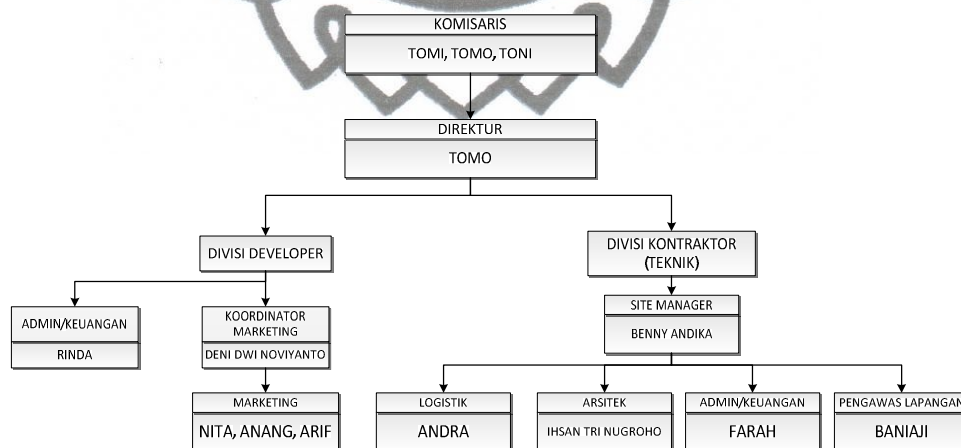 KOMISARIS
TOMI, TOMO, TONI
DIREKTUR
TOMO
DIVISI DEVELOPER
DIVISI KONTRAKTOR
(TEKNIK)
ADMIN/KEUANGAN
RINDA
KOORDINATOR
MARKETING
DENI DWI NOVIYANTO
SITE MANAGER
BENNY ANDIKA
MARKETING
NITA, ANANG, ARIF
LOGISTIK
ANDRA
ARSITEK
IHSAN TRI NUGROHO
ADMIN/KEUANGAN
FARAH
PENGAWAS LAPANGAN
BANIAJI